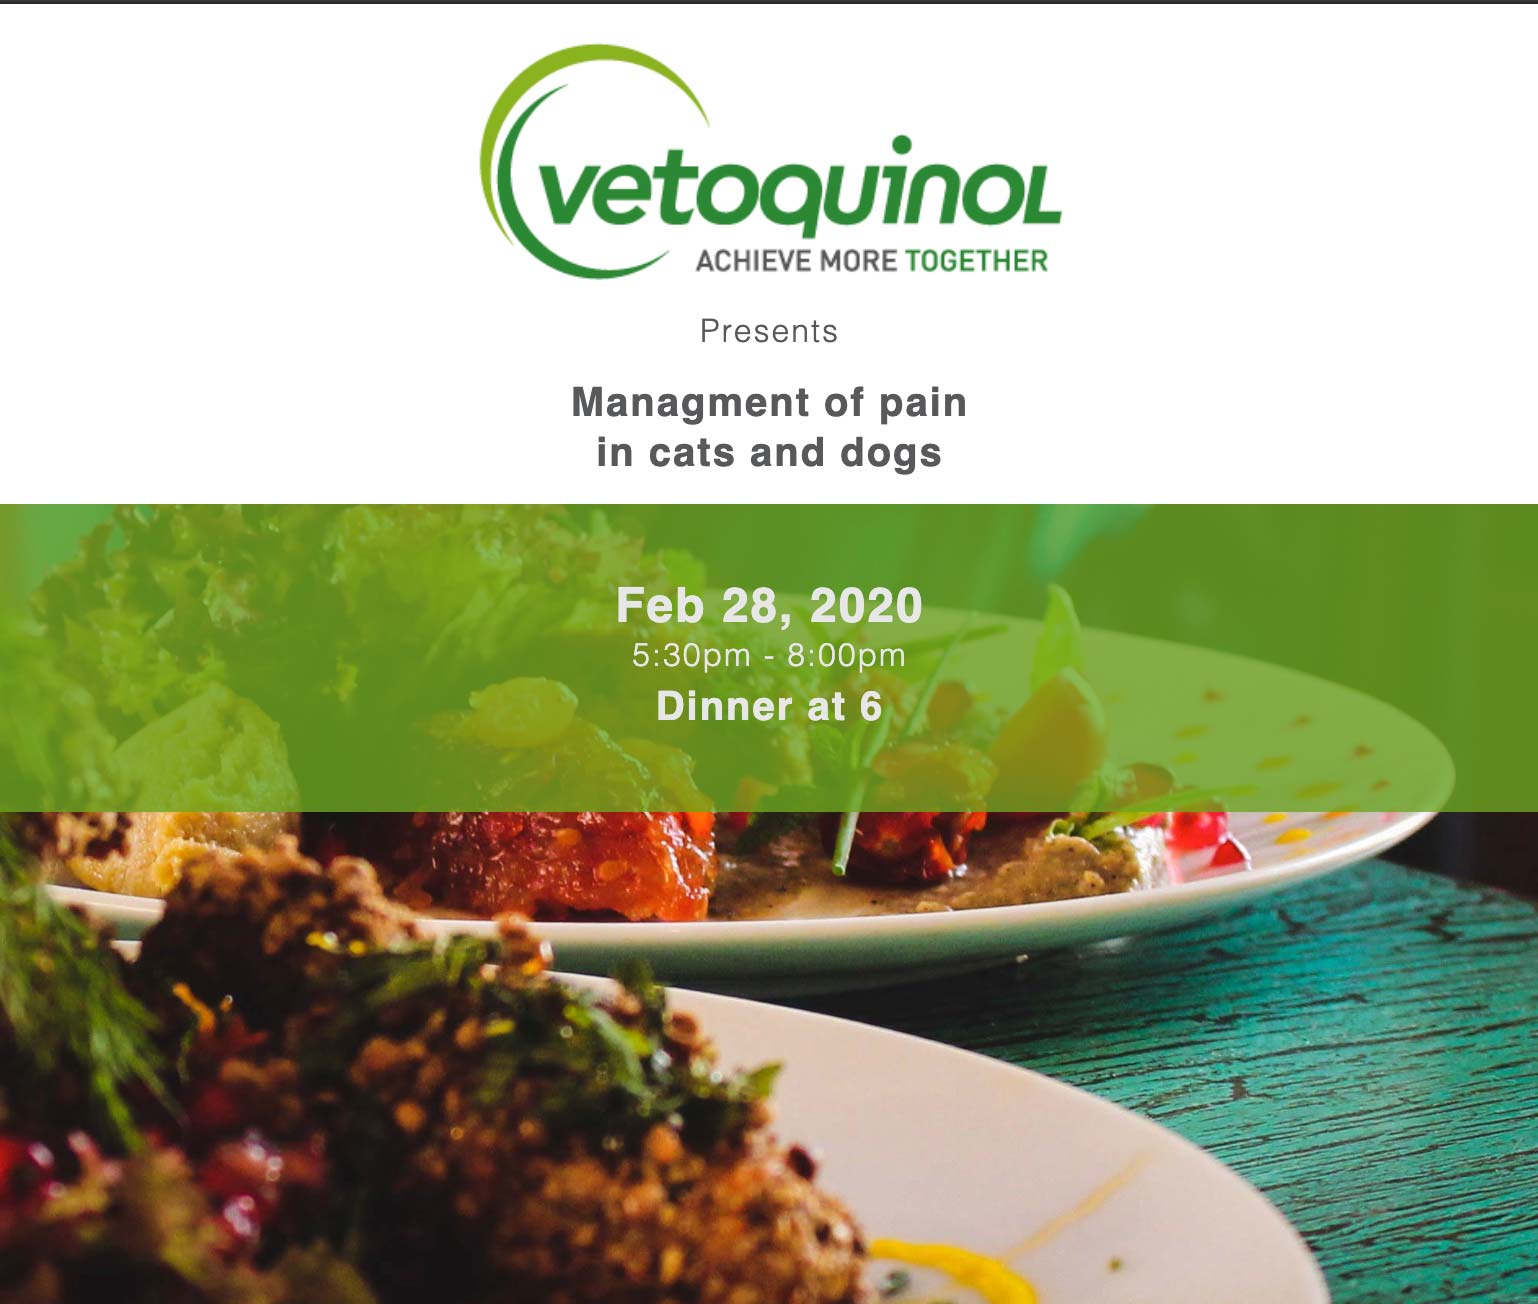 vetoquinol
ACHIEVE MORE TOGETHER
Presents
Managment of pain
in cats and dogs
Feb 28, 2020
5:30pm - 8:00pm
Dinner at 6